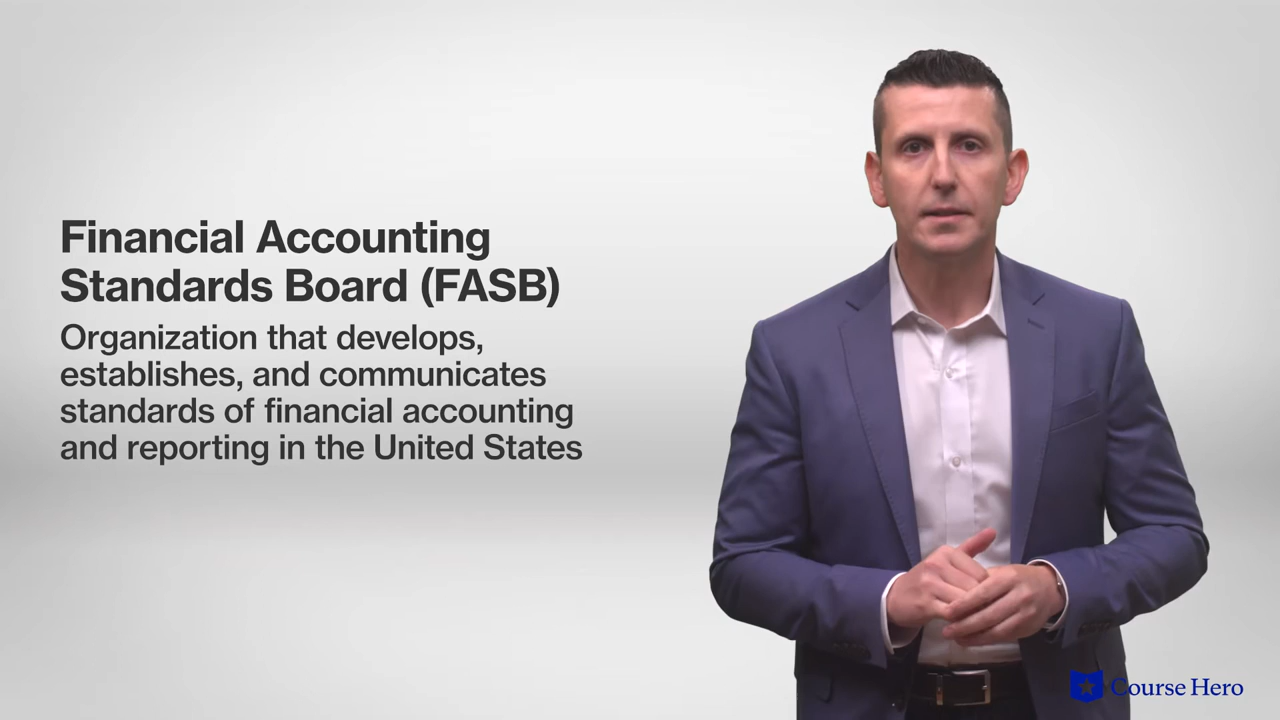 Financial Accounting
Standards Board (FASB)
Organization that develops,
establishes, and communicates
standards of financial accounting
and reporting in the United States
Course Hero